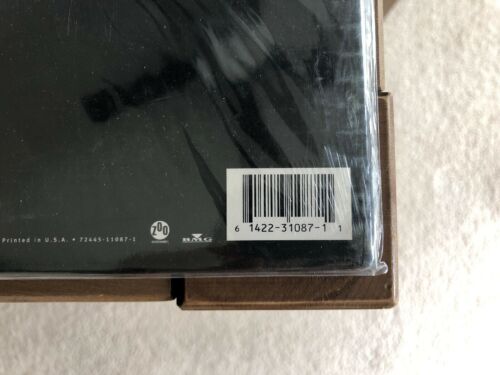 Printed in U.S.A. • 72445-11087-1
ZOO
BMG
6 1422-31087-1 1